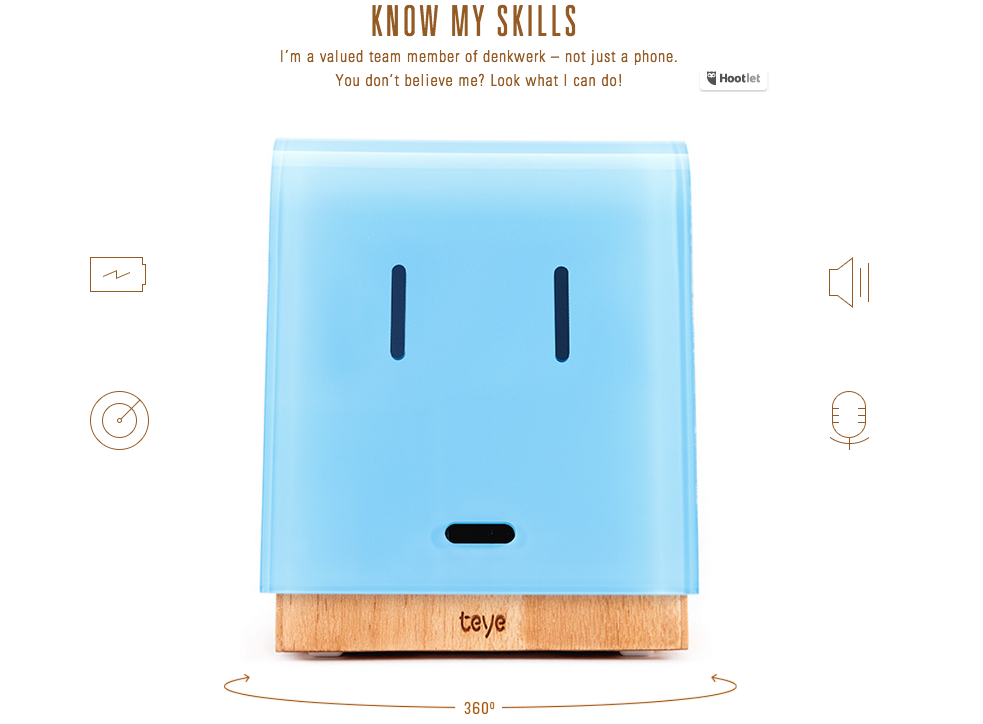 KNOW MY SKILLS
I'm a valued team member of denkwerk – not just a phone.
You don't believe me? Look what I can do!
Hootlet
teye
360º